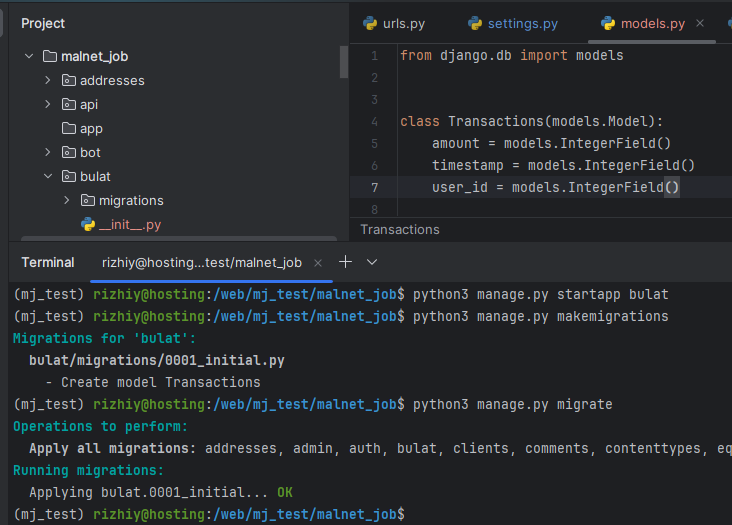 Project
malnet_job
addresses
api
app
bot
bulat
migrations
__init__.py
urls.py
settings.py
models.py
1 from django.db import models
2
3
4 class Transactions(models.Model):
5 amount = models.IntegerField()
6 timestamp = models.IntegerField()
7 user_id = models.IntegerField()
8
Transactions
Terminal
rizhiy@hosting...test/malnet_job
(mj_test) rizhiy@hosting:/web/mj_test/malnet_job$ python3 manage.py startapp bulat
(mj_test) rizhiy@hosting:/web/mj_test/malnet_job$ python3 manage.py makemigrations
Migrations for 'bulat':
bulat/migrations/0001_initial.py
- Create model Transactions
(mj_test) rizhiy@hosting:/web/mj_test/malnet_job$ python3 manage.py migrate
Operations to perform:
Apply all migrations: addresses, admin, auth, bulat, clients, comments, contenttypes, eq
Running migrations:
Applying bulat.0001_initial... OK
(mj_test) rizhiy@hosting:/web/mj_test/malnet_job$